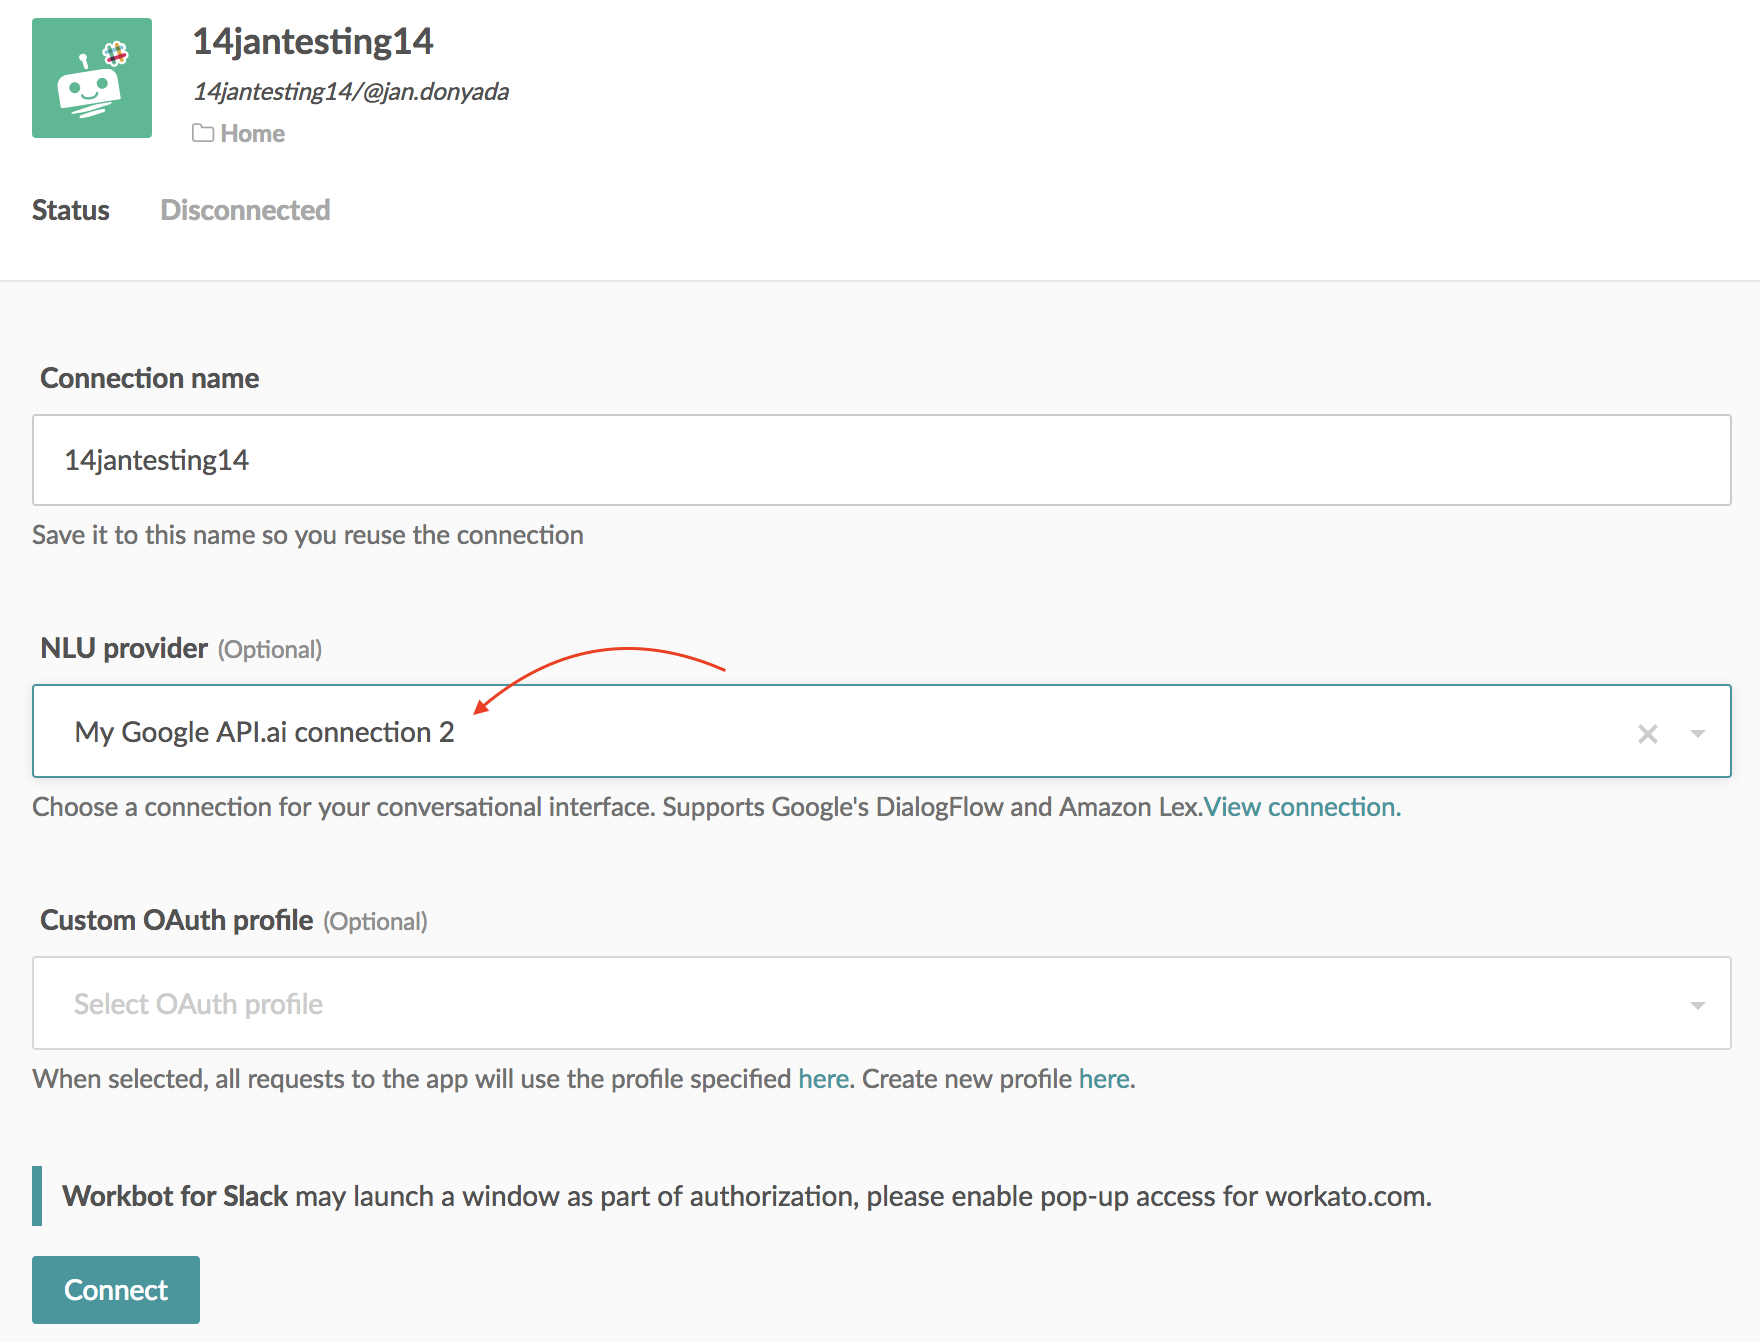 14jantesting14
14jantesting14/@jan.donyada
Home
Status Disconnected
Connection name
14jantesting14
Save it to this name so you reuse the connection
NLU provider (Optional)
My Google API.ai connection 2
Choose a connection for your conversational interface. Supports Google's DialogFlow and Amazon Lex.View connection.
Custom OAuth profile (Optional)
Select OAuth profile
When selected, all requests to the app will use the profile specified here. Create new profile here.
Workbot for Slack may launch a window as part of authorization, please enable pop-up access for workato.com.
Connect